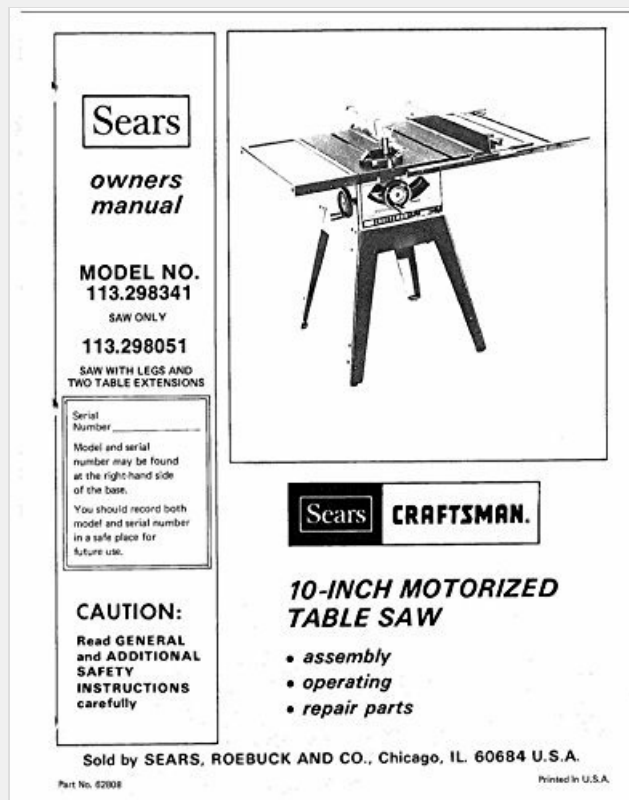 Sears
owners
manual
MODEL NO.
113.298341
SAW ONLY
113.298051
SAW WITH LEGS AND
TWO TABLE EXTENSIONS
Serial
Number
Model and serial
number may be found
at the right-hand side
of the base.
You should record both
model and serial number
in a safe place for
future use.
CAUTION:
Read GENERAL
and ADDITIONAL
SAFETY
INSTRUCTIONS
carefully
Sears CRAFTSMAN.
10-INCH MOTORIZED
TABLE SAW
• assembly
• operating
• repair parts
Sold by SEARS, ROEBUCK AND CO., Chicago, IL. 60684 U.S.A.
Part No. 62808
Printed in U.S.A.